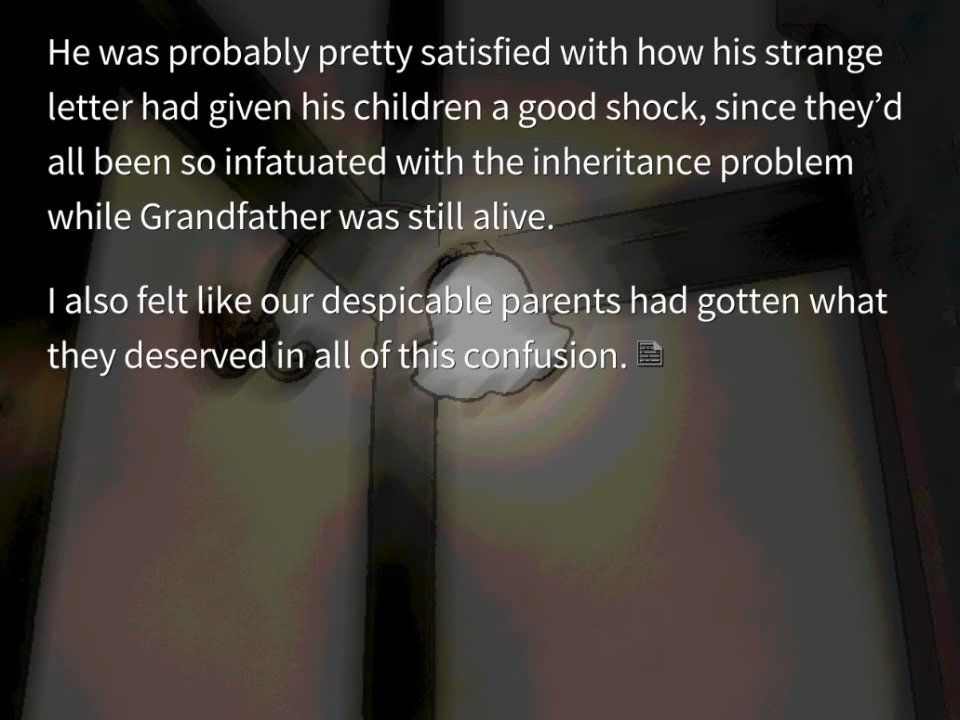 He was probably pretty satisfied with how his strange
letter had given his children a good shock, since they’d
all been so infatuated with the inheritance problem
while Grandfather was still alive.
I also felt like our despicable parents had gotten what
they deserved in all of this confusion.